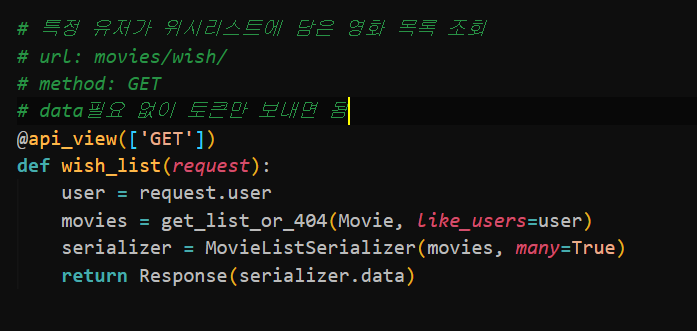 # 특정 유저가 위시리스트에 담은 영화 목록 조회
# url: movies/wish/
# method: GET
# data필요 없이 토큰만 보내면 됨
@api_view(['GET'])
def wish_list(request):
    user = request.user
    movies = get_list_or_404(Movie, like_users=user)
    serializer = MovieListSerializer(movies, many=True)
    return Response(serializer.data)